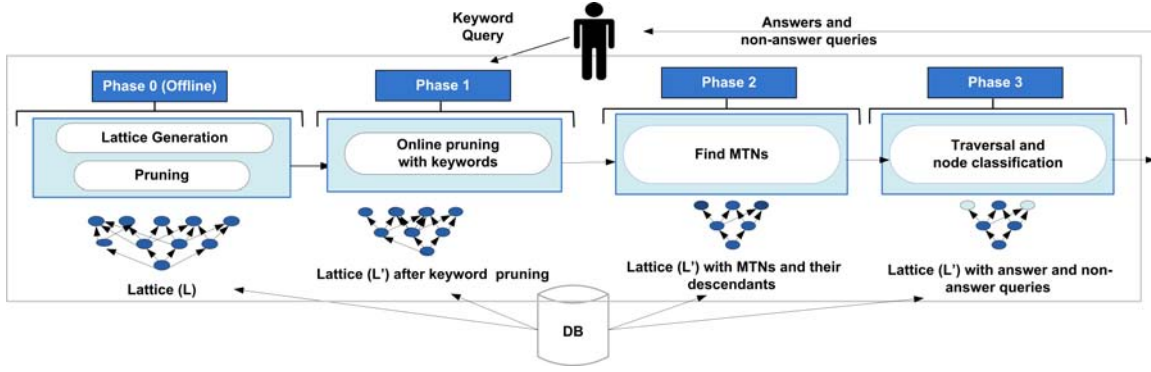 Keyword
Query
Answers and
non-answer queries
Phase 0 (Offline)
Phase 1
Phase 2
Phase 3
Lattice Generation
Pruning
Online pruning
with keywords
Find MTNs
Traversal and
node classification
Lattice (L)
Lattice (L') after keyword pruning
Lattice (L') with MTNs and their
descendants
Lattice (L') with answer and non-
answer queries
DB